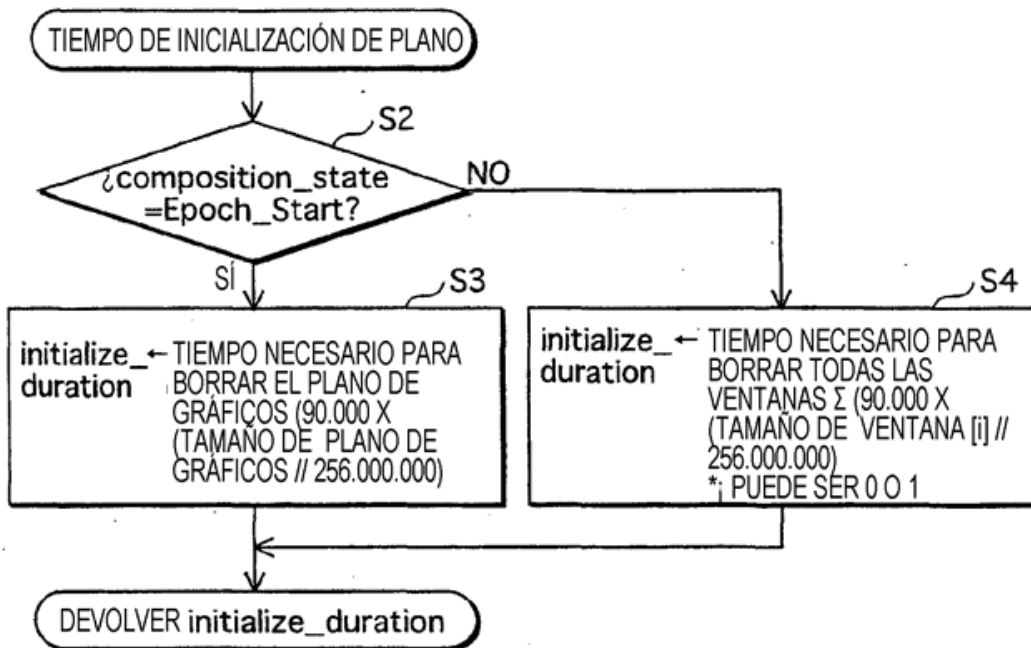 TIEMPO DE INICIALIZACIÓN DE PLANO
S2
¿composition_state
=Epoch_Start?
NO
SÍ
S3
initialize_ ← TIEMPO NECESARIO PARA
duration BORRAR EL PLANO DE
GRÁFICOS (90.000 X
(TAMAÑO DE PLANO DE
GRÁFICOS // 256.000.000)
S4
initialize_ ← TIEMPO NECESARIO PARA
duration BORRAR TODAS LAS
VENTANAS Σ (90.000 X
(TAMAÑO DE VENTANA [i] //
256.000.000)
*i PUEDE SER 0 O 1
DEVOLVER initialize_duration